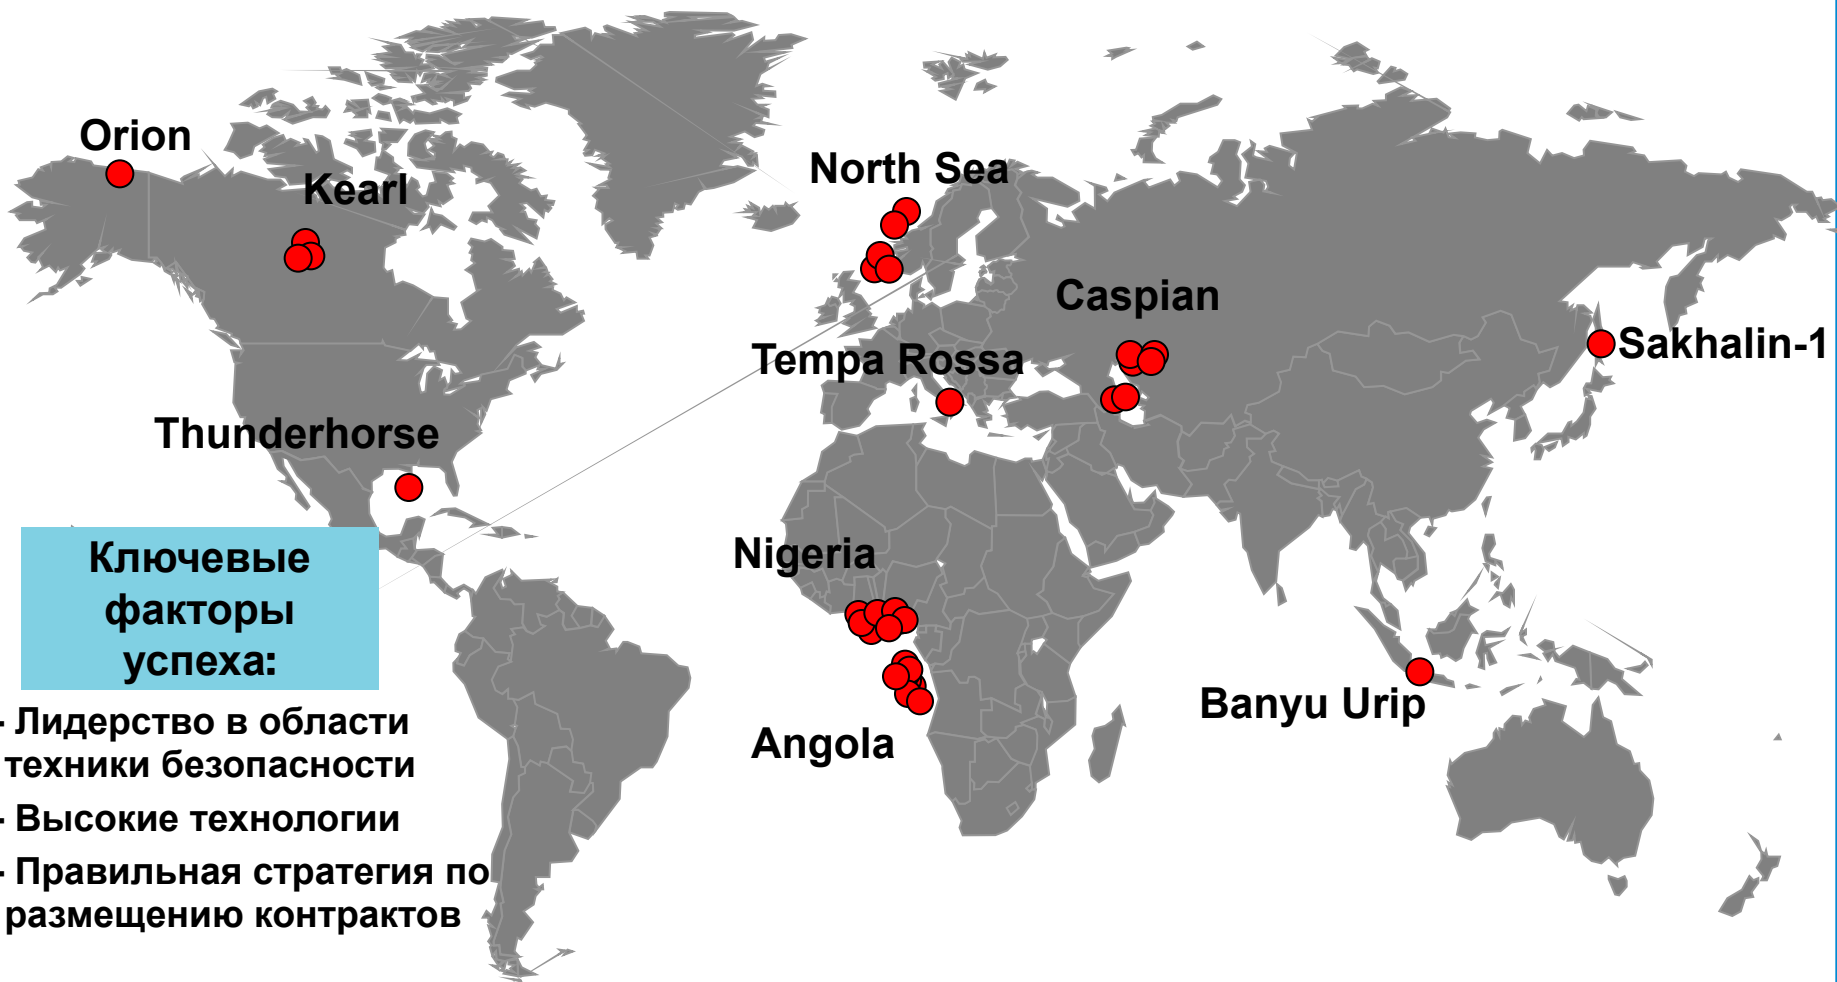 Orion
Kearl
North Sea
Caspian
Sakhalin-1
Tempa Rossa
Thunderhorse
Nigeria
Banyu Urip
Angola
Ключевые
факторы
успеха:
- Лидерство в области
техники безопасности
- Высокие технологии
- Правильная стратегия по
размещению контрактов